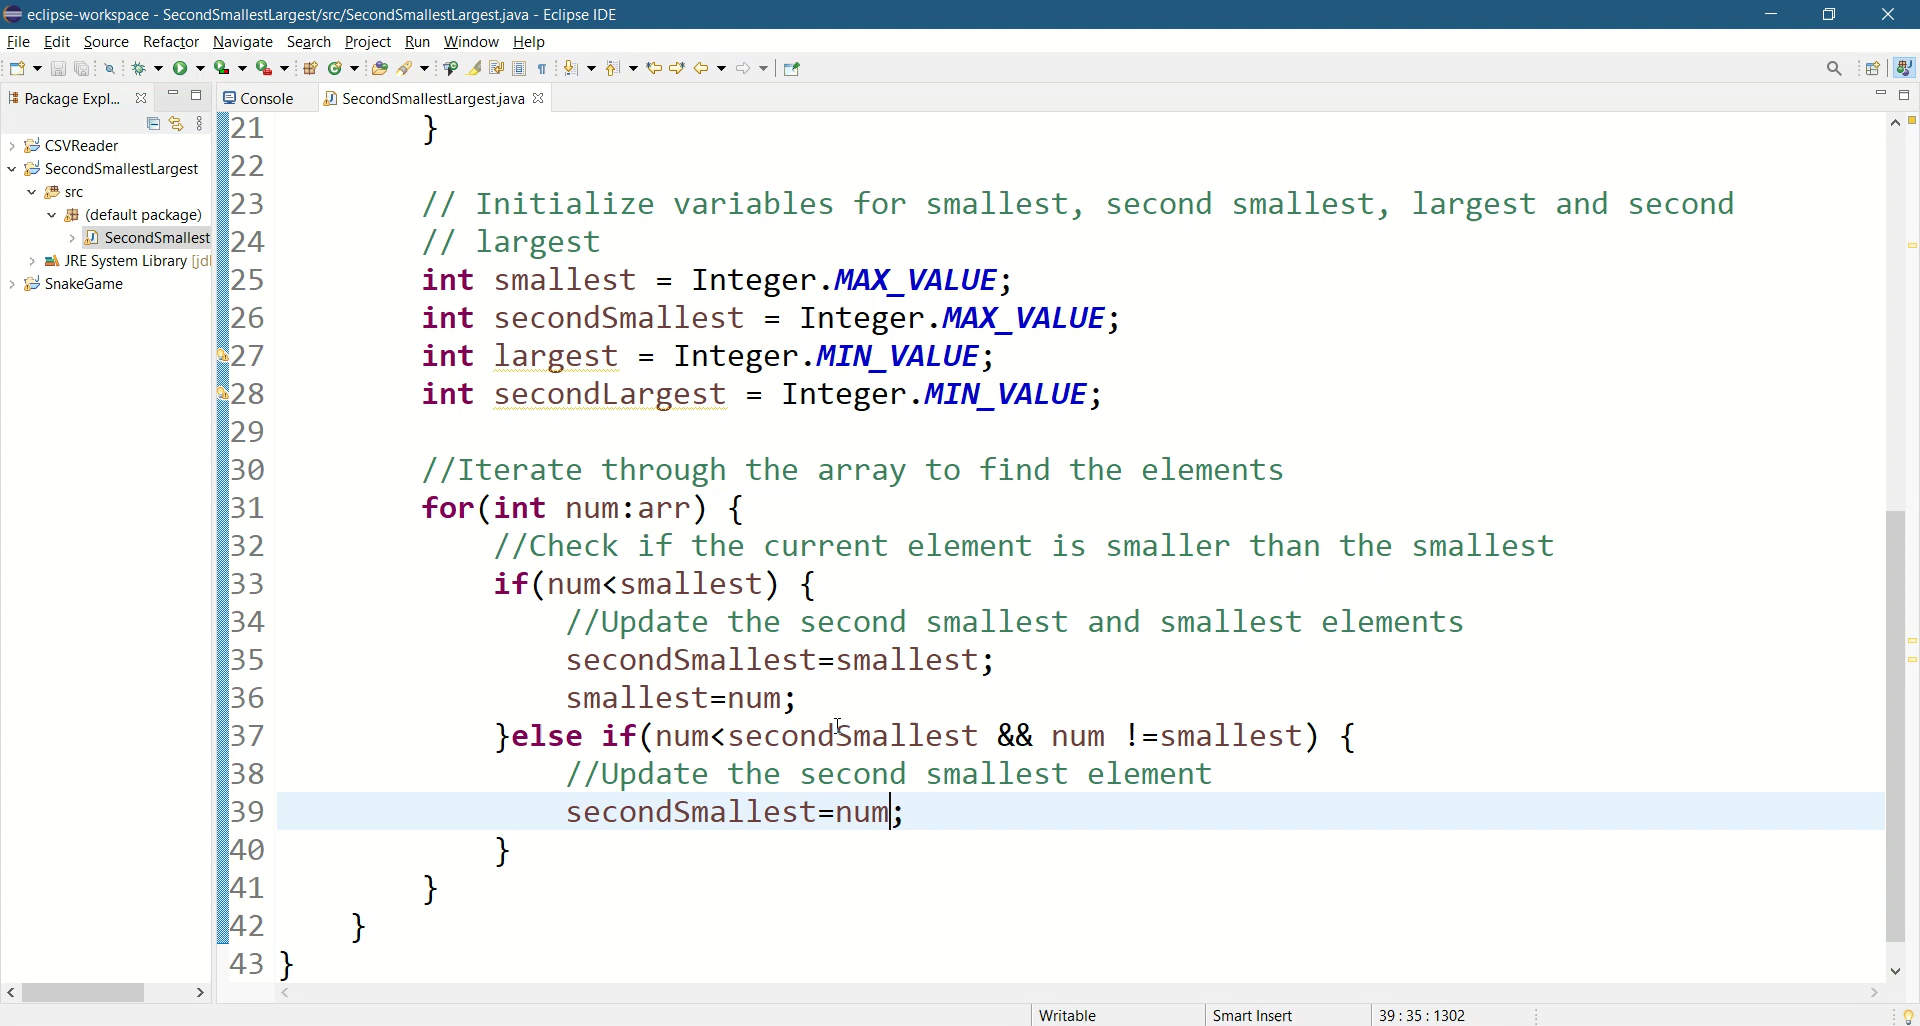 eclipse-workspace - SecondSmallestLargest/src/SecondSmallestLargest.java - Eclipse IDE
File Edit Source Refactor Navigate Search Project Run Window Help
Package Expl...
Console
SecondSmallestLargest.java
CSVReader
SecondSmallestLargest
src
(default package)
SecondSmallest
JRE System Library [jd
SnakeGame
21 }
22
23 // Initialize variables for smallest, second smallest, largest and second
24 // largest
25 int smallest = Integer.MAX_VALUE;
26 int secondSmallest = Integer.MAX_VALUE;
27 int largest = Integer.MIN_VALUE;
28 int secondLargest = Integer.MIN_VALUE;
29
30 //Iterate through the array to find the elements
31 for(int num:arr) {
32 //Check if the current element is smaller than the smallest
33 if(num<smallest) {
34 //Update the second smallest and smallest elements
35 secondSmallest=smallest;
36 smallest=num;
37 }else if(num<secondSmallest && num !=smallest) {
38 //Update the second smallest element
39 secondSmallest=num;
40 }
41 }
42 }
43 }
Writable
Smart Insert
39 : 35 : 1302